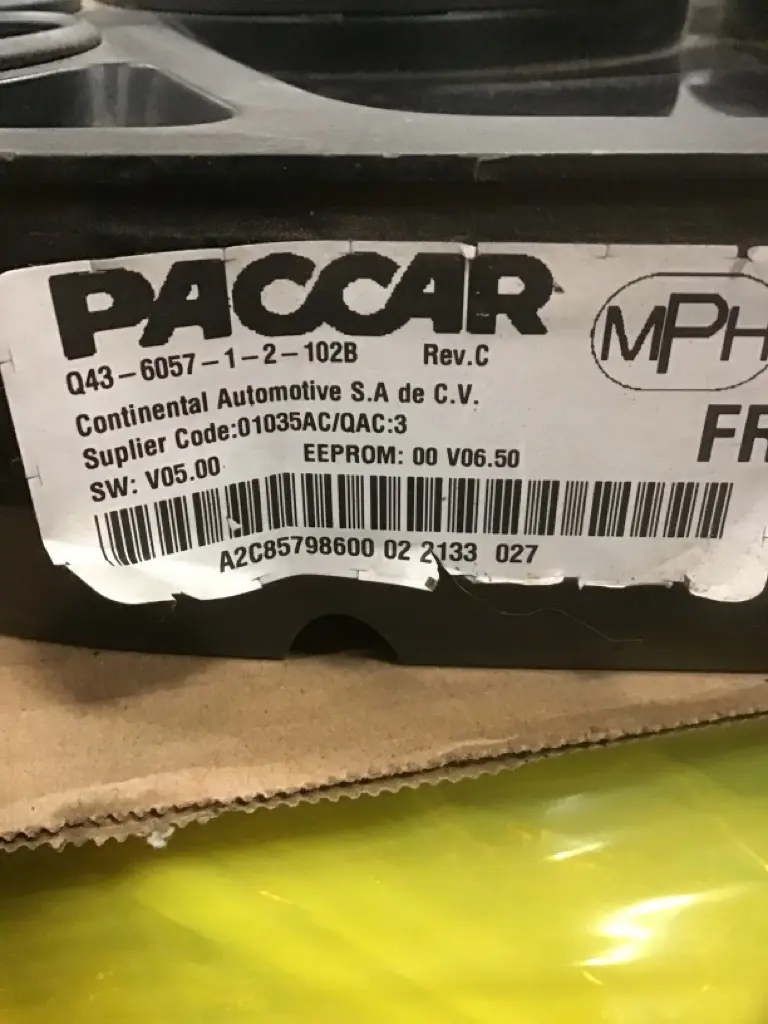 PACCAR
MPH
Q43-6057-1-2-102B Rev.C
Continental Automotive S.A de C.V.
Suplier Code:01035AC/QAC:3
FR
SW: V05.00 EEPROM: 00 V06.50
A2C85798600 02 2133 027